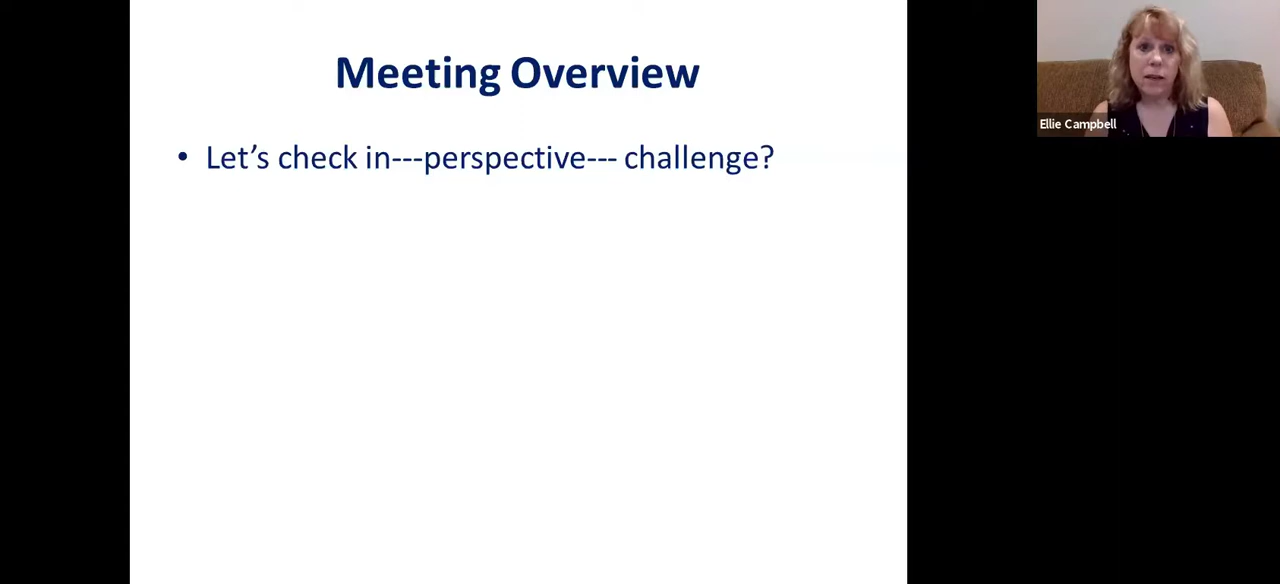 Meeting Overview
• Let’s check in---perspective--- challenge?
Ellie Campbell